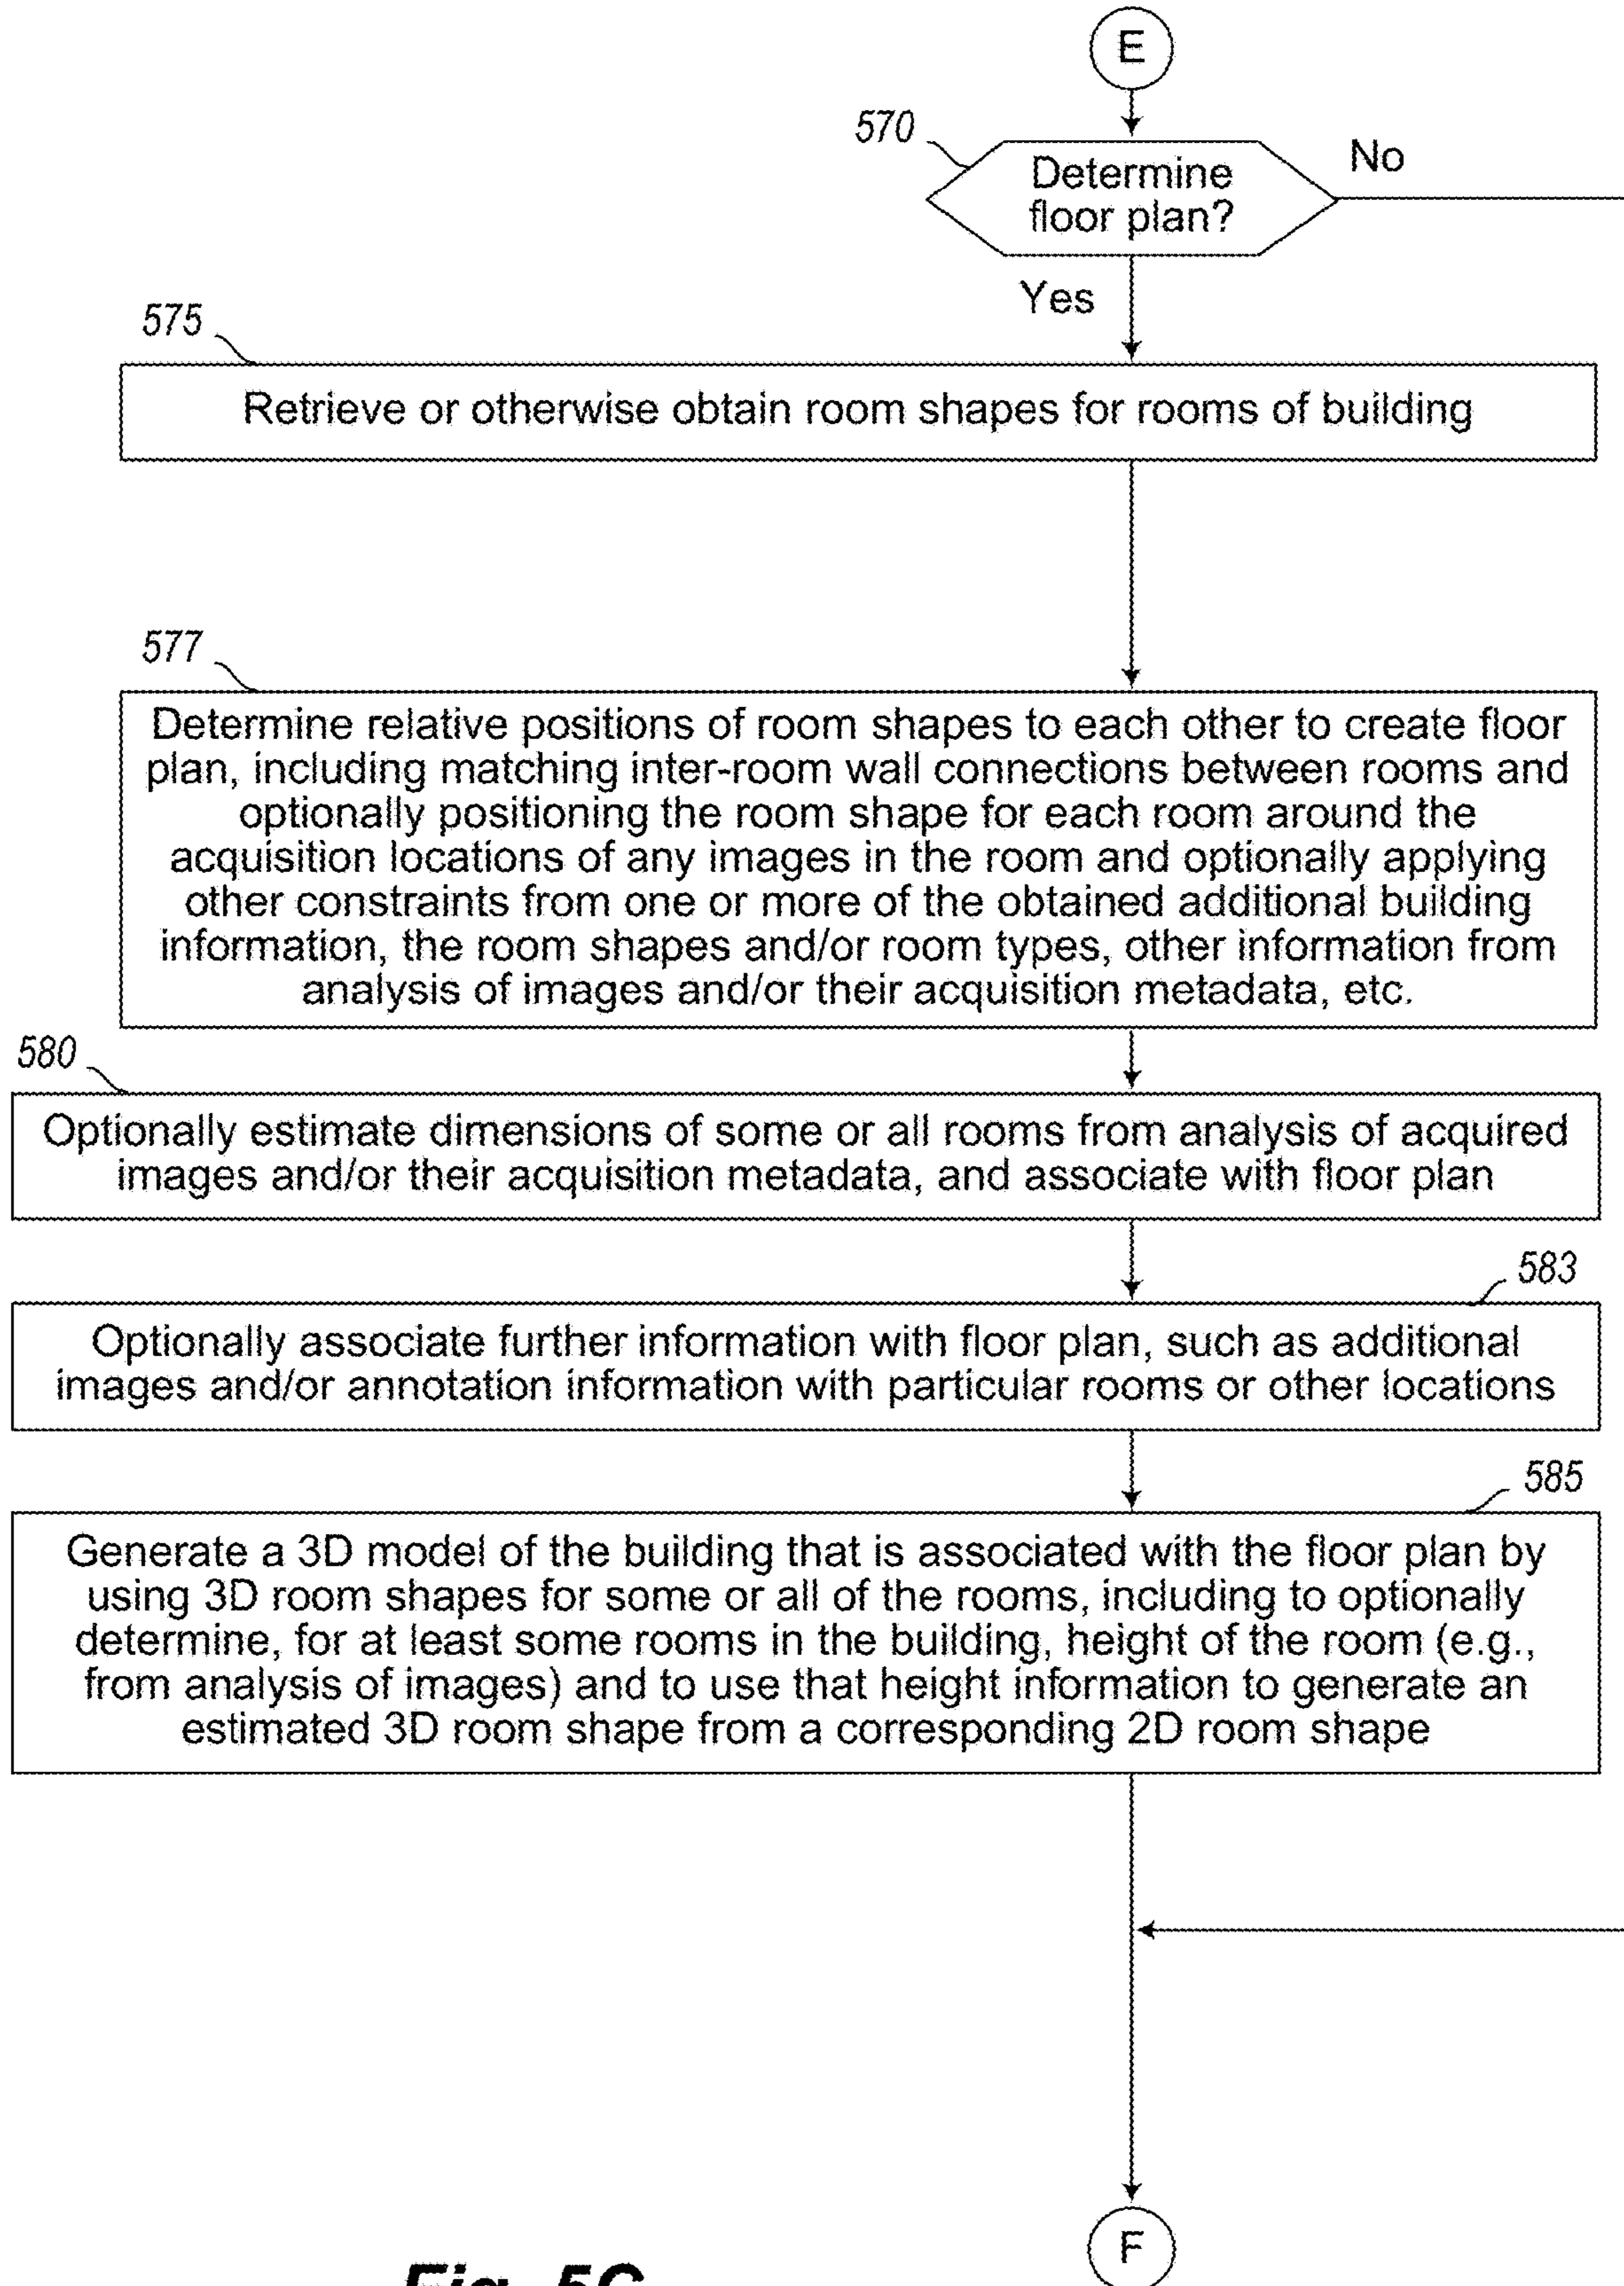 E
570
Determine
floor plan?
No
Yes
575
Retrieve or otherwise obtain room shapes for rooms of building
577
Determine relative positions of room shapes to each other to create floor
plan, including matching inter-room wall connections between rooms and
optionally positioning the room shape for each room around the
acquisition locations of any images in the room and optionally applying
other constraints from one or more of the obtained additional building
information, the room shapes and/or room types, other information from
analysis of images and/or their acquisition metadata, etc.
580
Optionally estimate dimensions of some or all rooms from analysis of acquired
images and/or their acquisition metadata, and associate with floor plan
583
Optionally associate further information with floor plan, such as additional
images and/or annotation information with particular rooms or other locations
585
Generate a 3D model of the building that is associated with the floor plan by
using 3D room shapes for some or all of the rooms, including to optionally
determine, for at least some rooms in the building, height of the room (e.g.,
from analysis of images) and to use that height information to generate an
estimated 3D room shape from a corresponding 2D room shape
F
Fig. 5C